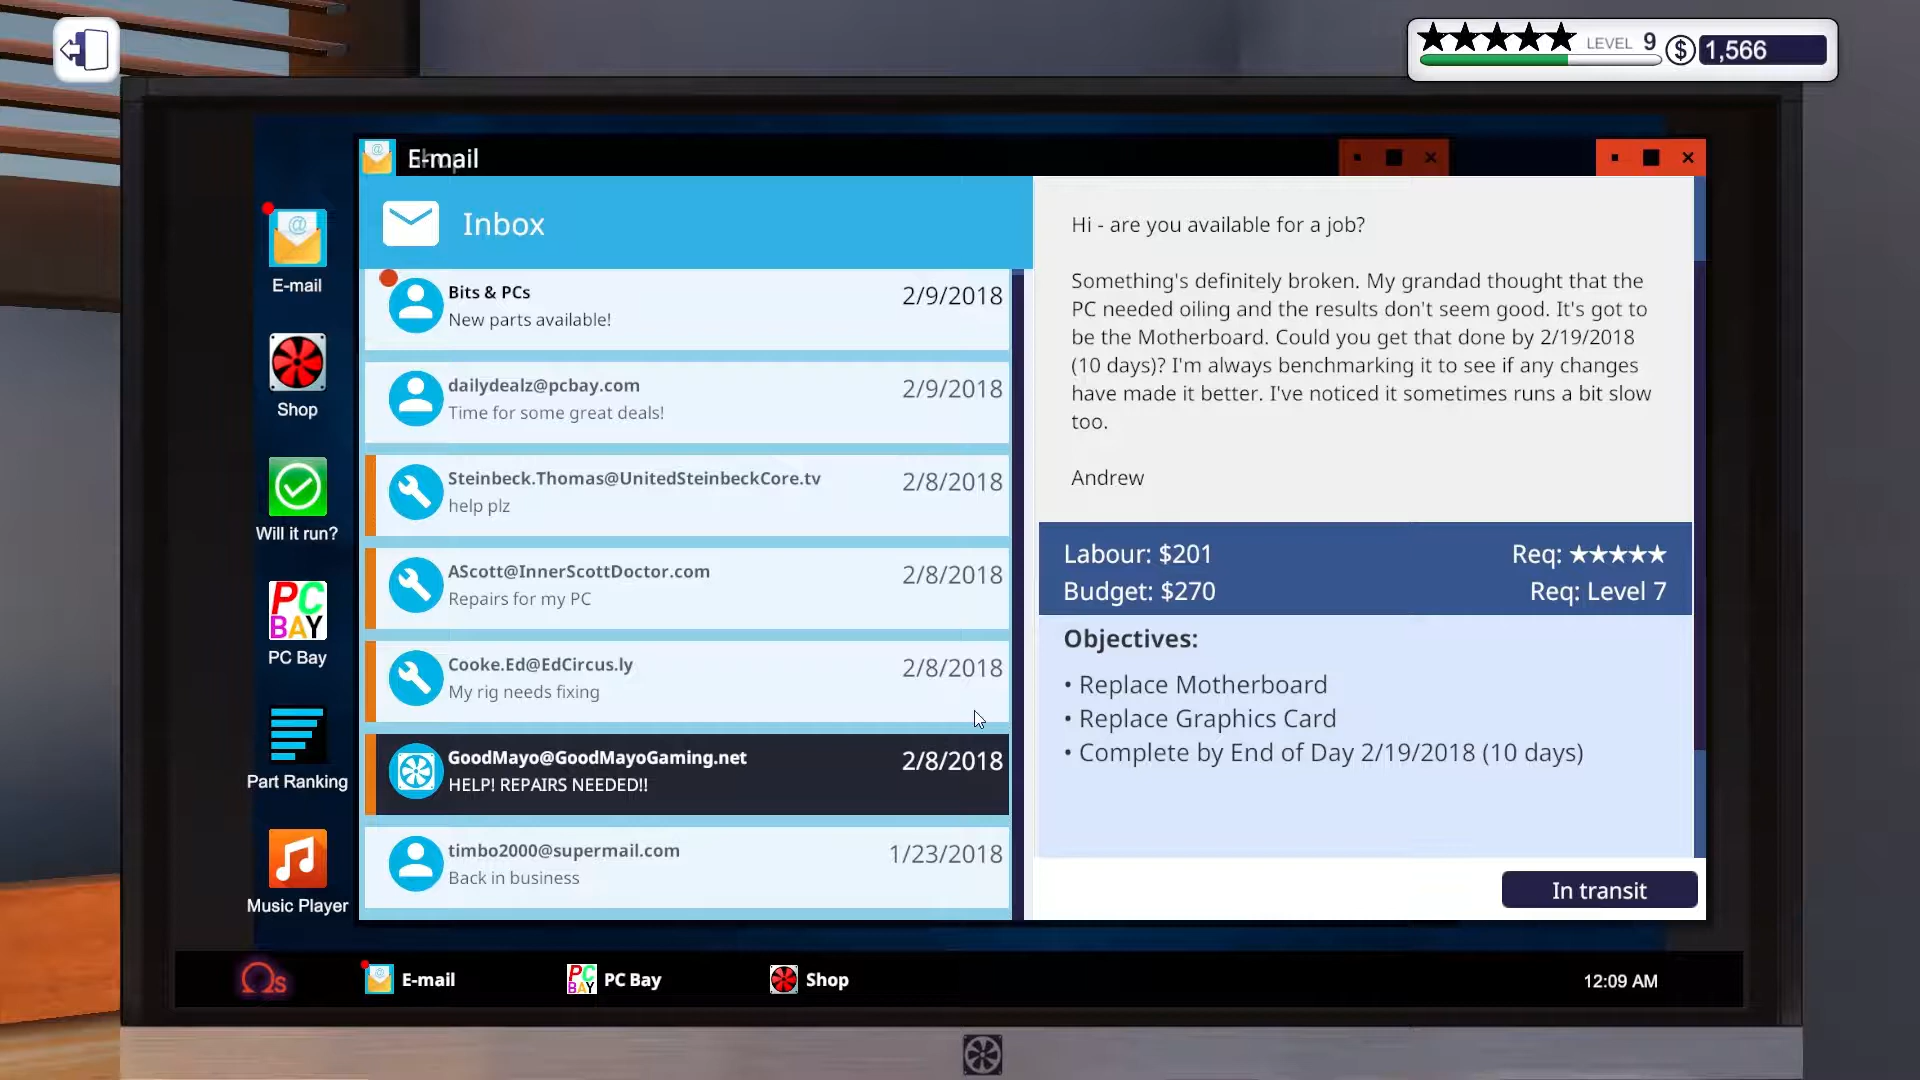 LEVEL 9
$ 1,566
E-mail
Inbox
Bits & PCs
2/9/2018
New parts available!
dailydealz@pcbay.com
2/9/2018
Time for some great deals!
Steinbeck.Thomas@UnitedSteinbeckCore.tv
2/8/2018
help plz
AScott@InnerScottDoctor.com
2/8/2018
Repairs for my PC
Cooke.Ed@EdCircus.ly
2/8/2018
My rig needs fixing
GoodMayo@GoodMayoGaming.net
2/8/2018
HELP! REPAIRS NEEDED!!
timbo2000@supermail.com
1/23/2018
Back in business
Hi - are you available for a job?
Something's definitely broken. My grandad thought that the
PC needed oiling and the results don't seem good. It's got to
be the Motherboard. Could you get that done by 2/19/2018
(10 days)? I'm always benchmarking it to see if any changes
have made it better. I've noticed it sometimes runs a bit slow
too.
Andrew
Labour: $201
Req: ★★★★★
Budget: $270
Req: Level 7
Objectives:
• Replace Motherboard
• Replace Graphics Card
• Complete by End of Day 2/19/2018 (10 days)
In transit
E-mail
Shop
Will it run?
PC
BAY
PC Bay
Part Ranking
Music Player
Ωs
E-mail
PC
BAY
PC Bay
Shop
12:09 AM